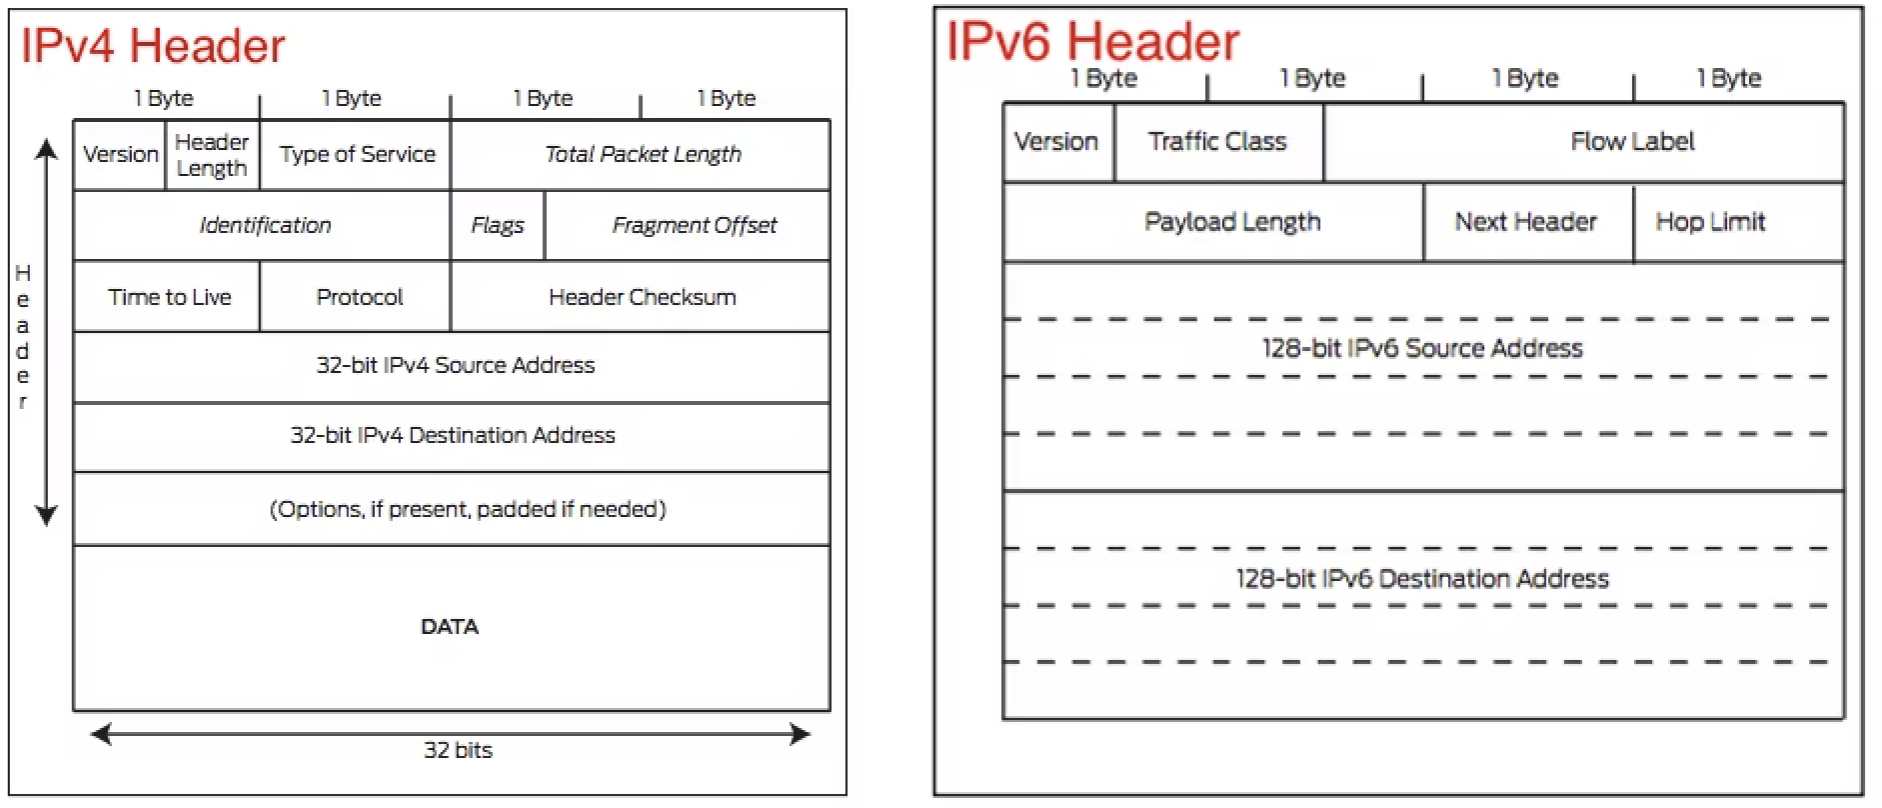 IPv4 Header
1 Byte 1 Byte 1 Byte 1 Byte
Version Header Length Type of Service Total Packet Length
Identification Flags Fragment Offset
Time to Live Protocol Header Checksum
32-bit IPv4 Source Address
32-bit IPv4 Destination Address
(Options, if present, padded if needed)
DATA
32 bits
Header
IPv6 Header
1 Byte 1 Byte 1 Byte 1 Byte
Version Traffic Class Flow Label
Payload Length Next Header Hop Limit
128-bit IPv6 Source Address
128-bit IPv6 Destination Address